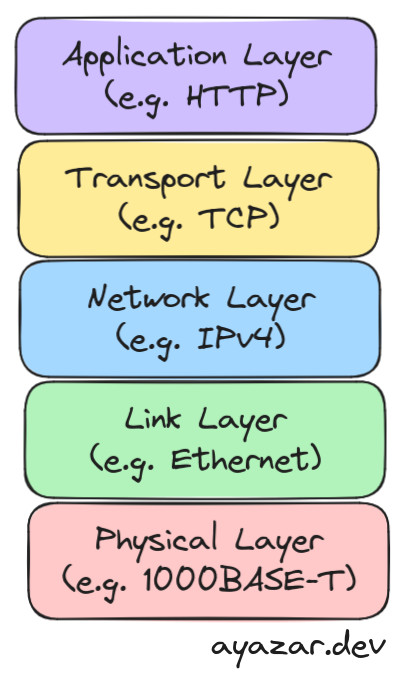 Application Layer
(e.g. HTTP)
Transport Layer
(e.g. TCP)
Network Layer
(e.g. IPv4)
Link Layer
(e.g. Ethernet)
Physical Layer
(e.g. 1000BASE-T)
ayazar.dev